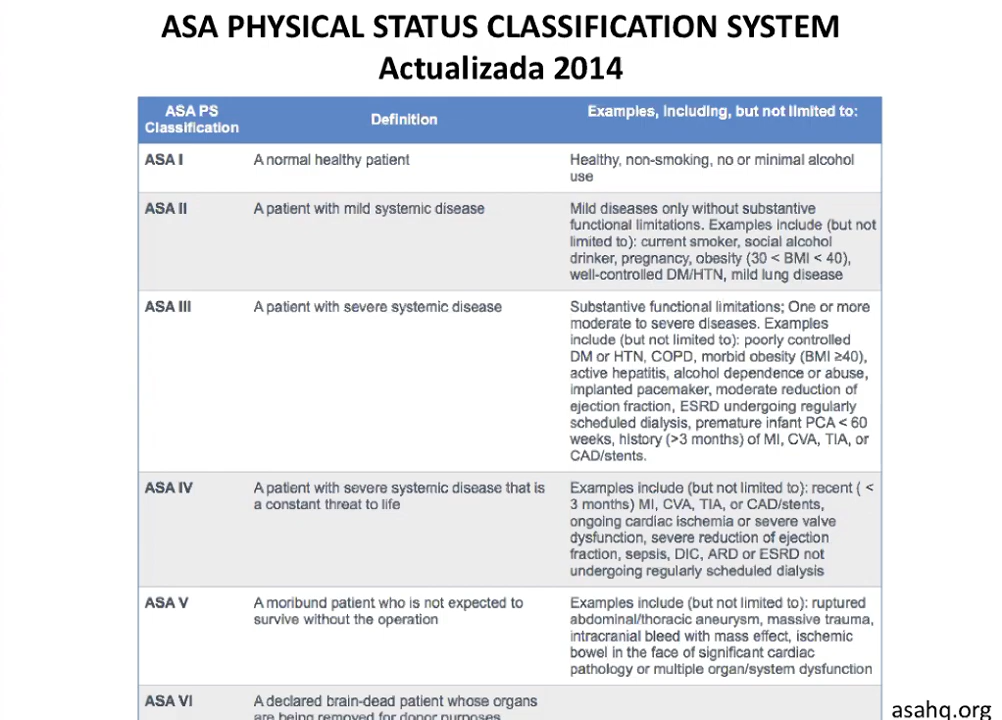 ASA PHYSICAL STATUS CLASSIFICATION SYSTEM
Actualizada 2014
ASA PS
Classification
Definition
Examples, including, but not limited to:
ASA I
A normal healthy patient
Healthy, non-smoking, no or minimal alcohol
use
ASA II
A patient with mild systemic disease
Mild diseases only without substantive
functional limitations. Examples include (but not
limited to): current smoker, social alcohol
drinker, pregnancy, obesity (30 < BMI < 40),
well-controlled DM/HTN, mild lung disease
ASA III
A patient with severe systemic disease
Substantive functional limitations; One or more
moderate to severe diseases. Examples
include (but not limited to): poorly controlled
DM or HTN, COPD, morbid obesity (BMI ≥40),
active hepatitis, alcohol dependence or abuse,
implanted pacemaker, moderate reduction of
ejection fraction, ESRD undergoing regularly
scheduled dialysis, premature infant PCA < 60
weeks, history (>3 months) of MI, CVA, TIA, or
CAD/stents.
ASA IV
A patient with severe systemic disease that is
a constant threat to life
Examples include (but not limited to): recent ( <
3 months) MI, CVA, TIA, or CAD/stents,
ongoing cardiac ischemia or severe valve
dysfunction, severe reduction of ejection
fraction, sepsis, DIC, ARD or ESRD not
undergoing regularly scheduled dialysis
ASA V
A moribund patient who is not expected to
survive without the operation
Examples include (but not limited to): ruptured
abdominal/thoracic aneurysm, massive trauma,
intracranial bleed with mass effect, ischemic
bowel in the face of significant cardiac
pathology or multiple organ/system dysfunction
ASA VI
A declared brain-dead patient whose organs
are being removed for donor purposes
asahq.org